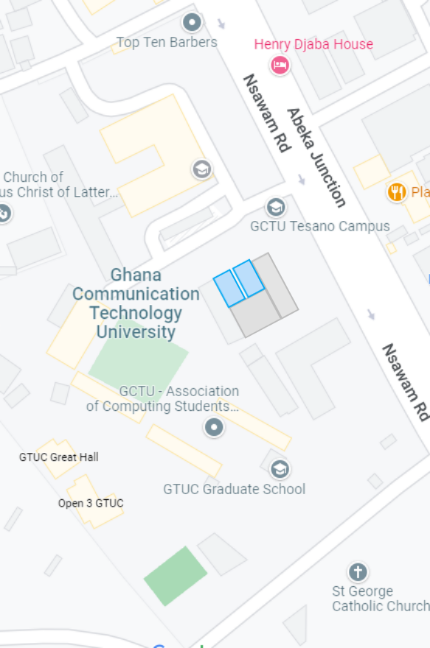 Top Ten Barbers
Henry Djaba House
Nsawam Rd
Abeka Junction
Church of
us Christ of Latter...
Pla
GCTU Tesano Campus
Ghana
Communication
Technology
University
Nsawam Rd
GCTU - Association
of Computing Students...
GTUC Great Hall
GTUC Graduate School
Open 3 GTUC
St George
Catholic Church